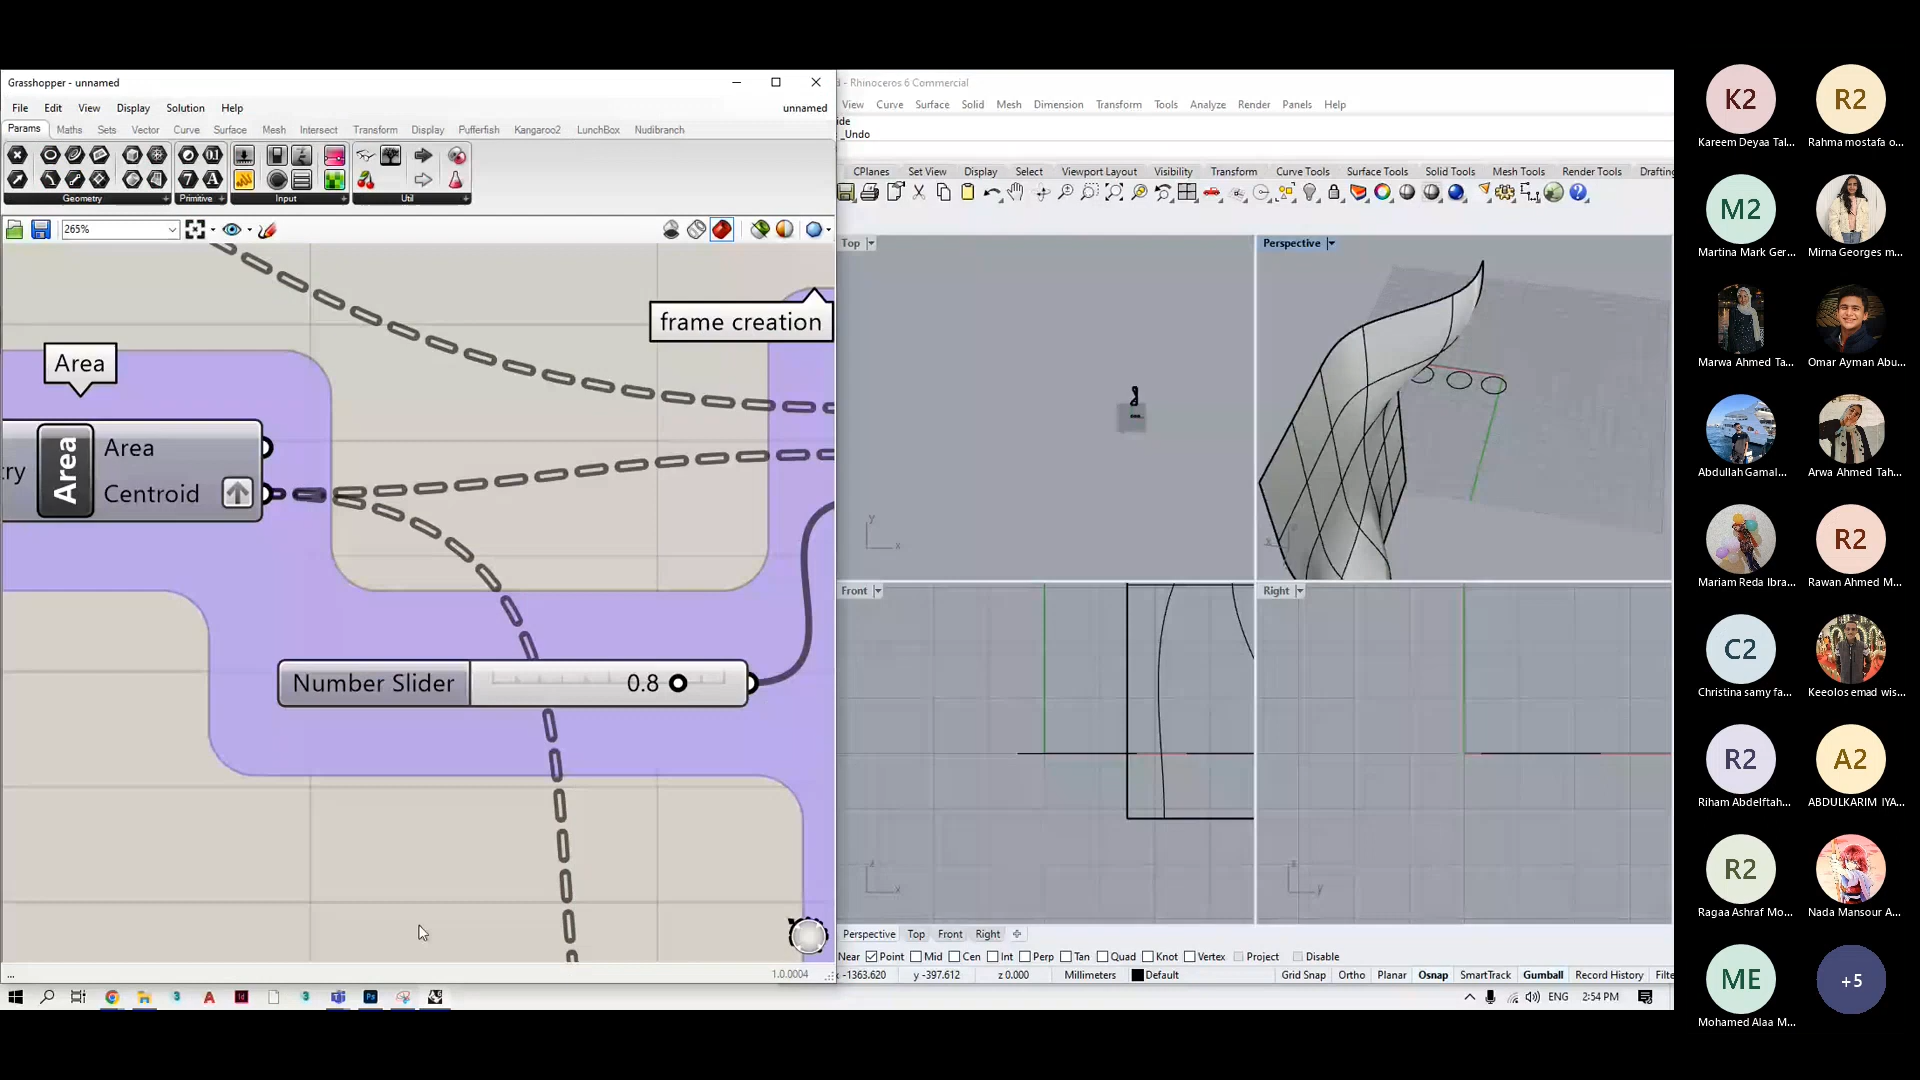 Grasshopper - unnamed
File Edit View Display Solution Help unnamed
Params Maths Sets Vector Curve Surface Mesh Intersect Transform Display Pufferfish Kangaroo2 LunchBox Nudibranch
Geometry Primitive Input Util
265%
frame creation
Area
Area
Area
Centroid
Number Slider 0.8
1.0.0004
- Rhinoceros 6 Commercial
View Curve Surface Solid Mesh Dimension Transform Tools Analyze Render Panels Help
_Undo
CPlanes Set View Display Select Viewport Layout Visibility Transform Curve Tools Surface Tools Solid Tools Mesh Tools Render Tools
Top
y
x
Perspective
Front
Right
y
Perspective Top Front Right
Near Point Mid Cen Int Perp Tan Quad Knot Vertex Project Disable
x -1363.620 y -397.612 z 0.000 Millimeters Default Grid Snap Ortho Planar Osnap SmartTrack Gumball Record History
ENG 2:54 PM
K2
Kareem Deyaa Tal...
R2
Rahma mostafa o...
M2
Martina Mark Ger...
Mirna Georges m...
Marwa Ahmed Ta...
Omar Ayman Abu...
Abdullah Gamal...
Arwa Ahmed Tah...
Mariam Reda Ibra...
R2
Rawan Ahmed M...
C2
Christina samy fa...
Keeolos emad wis...
R2
Riham Abdelftah...
A2
ABDULKARIM IYA...
R2
Ragaa Ashraf Mo...
Nada Mansour A...
ME
Mohamed Alaa M...
+5